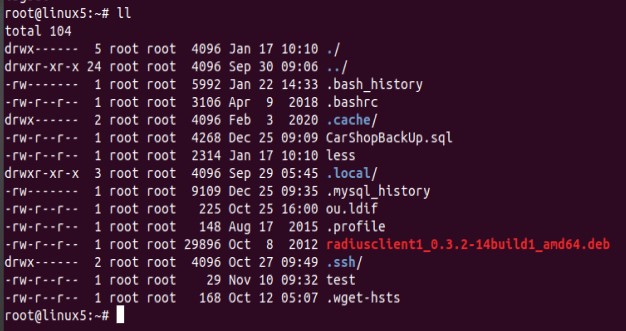 root@linux5:~# ll
total 104
drwx------  5 root root  4096 Jan 17 10:10 ./
drwxr-xr-x 24 root root  4096 Sep 30 09:06 ../
-rw-------  1 root root  5992 Jan 22 14:33 .bash_history
-rw-r--r--  1 root root  3106 Apr  9  2018 .bashrc
drwx------  2 root root  4096 Feb  3  2020 .cache/
-rw-r--r--  1 root root  4268 Dec 25 09:09 CarShopBackUp.sql
-rw-r--r--  1 root root  2314 Jan 17 10:10 less
drwxr-xr-x  3 root root  4096 Sep 29 05:45 .local/
-rw-------  1 root root  9109 Dec 25 09:35 .mysql_history
-rw-r--r--  1 root root   225 Oct 25 16:00 ou.ldif
-rw-r--r--  1 root root   148 Aug 17  2015 .profile
-rw-r--r--  1 root root 29896 Oct  8  2012 radiusclient1_0.3.2-14build1_amd64.deb
drwx------  2 root root  4096 Oct 27 09:49 .ssh/
-rw-r--r--  1 root root    29 Nov 10 09:32 test
-rw-r--r--  1 root root   168 Oct 12 05:07 .wget-hsts
root@linux5:~#